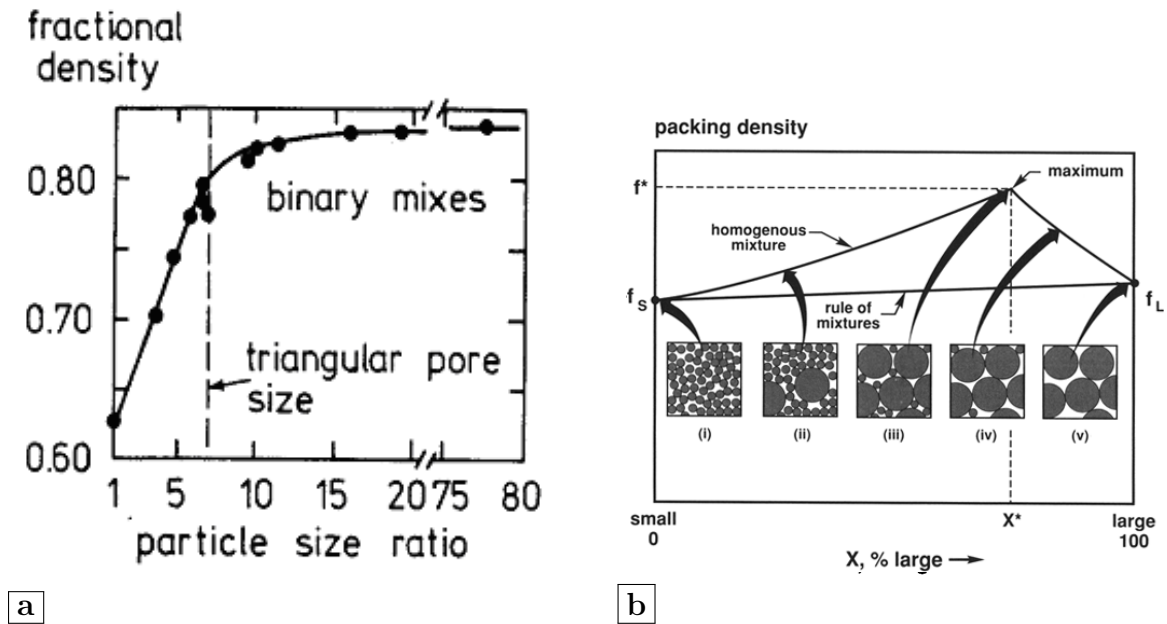 fractional
density
0.80
0.70
0.60
binary mixes
triangular pore
size
1 5 10 15 20 75 80
particle size ratio
a
packing density
f*
maximum
homogenous
mixture
fS
fL
rule of
mixtures
(i) (ii) (iii) (iv) (v)
small X* large
0 100
X, % large
b